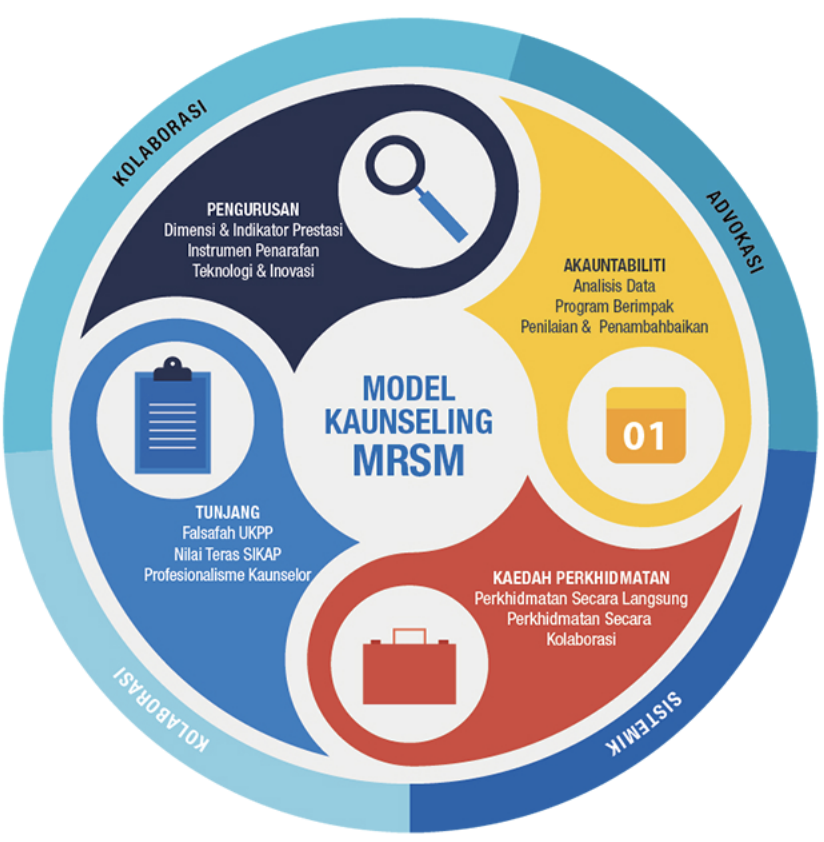 KOLABORASI
ADVOKASI
PENGURUSAN
Dimensi & Indikator Prestasi
Instrumen Penarafan
Teknologi & Inovasi
AKAUNTABILITI
Analisis Data
Program Berimpak
Penilaian & Penambahbaikan
MODEL
KAUNSELING
MRSM
01
TUNJANG
Falsafah UKPP
Nilai Teras SIKAP
Profesionalisme Kaunselor
KAEDAH PERKHIDMATAN
Perkhidmatan Secara Langsung
Perkhidmatan Secara
Kolaborasi
KOLABORASI
SISTEMIK